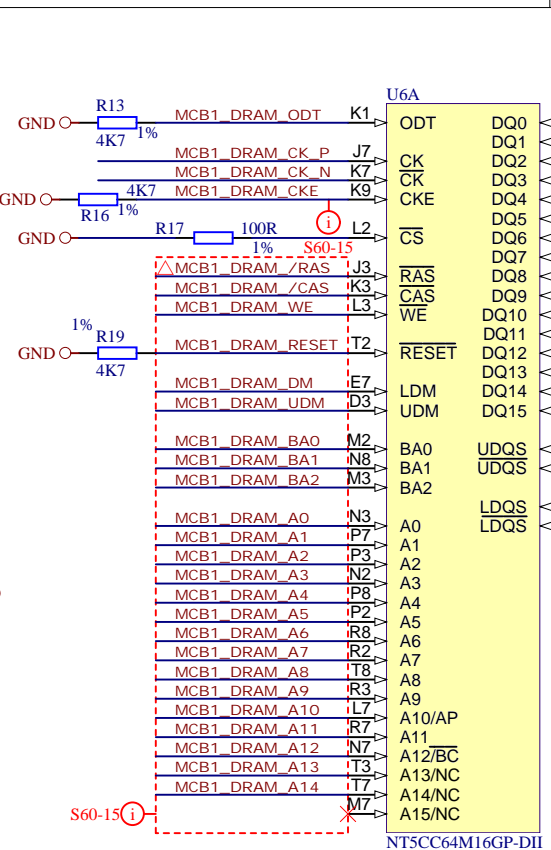 U6A
R13
GND
4K7
1%
MCB1_DRAM_ODT K1 ODT DQ0
DQ1
MCB1_DRAM_CK_P J7 CK DQ2
MCB1_DRAM_CK_N K7 CK DQ3
GND
R16
4K7
1%
MCB1_DRAM_CKE K9 CKE DQ4
i
S60-15
DQ5
GND
R17
100R
1%
L2 CS DQ6
DQ7
MCB1_DRAM_/RAS J3 RAS DQ8
MCB1_DRAM_/CAS K3 CAS DQ9
MCB1_DRAM_WE L3 WE DQ10
DQ11
1%
R19
GND
4K7
MCB1_DRAM_RESET T2 RESET DQ12
DQ13
MCB1_DRAM_DM E7 LDM DQ14
MCB1_DRAM_UDM D3 UDM DQ15
MCB1_DRAM_BA0 M2 BA0 UDQS
MCB1_DRAM_BA1 N8 BA1 UDQS
MCB1_DRAM_BA2 M3 BA2
LDQS
MCB1_DRAM_A0 N3 A0 LDQS
MCB1_DRAM_A1 P7 A1
MCB1_DRAM_A2 P3 A2
MCB1_DRAM_A3 N2 A3
MCB1_DRAM_A4 P8 A4
MCB1_DRAM_A5 P2 A5
MCB1_DRAM_A6 R8 A6
MCB1_DRAM_A7 R2 A7
MCB1_DRAM_A8 T8 A8
MCB1_DRAM_A9 R3 A9
MCB1_DRAM_A10 L7 A10/AP
MCB1_DRAM_A11 R7 A11
MCB1_DRAM_A12 N7 A12/BC
MCB1_DRAM_A13 T3 A13/NC
MCB1_DRAM_A14 T7 A14/NC
S60-15 i M7 A15/NC
NT5CC64M16GP-DII